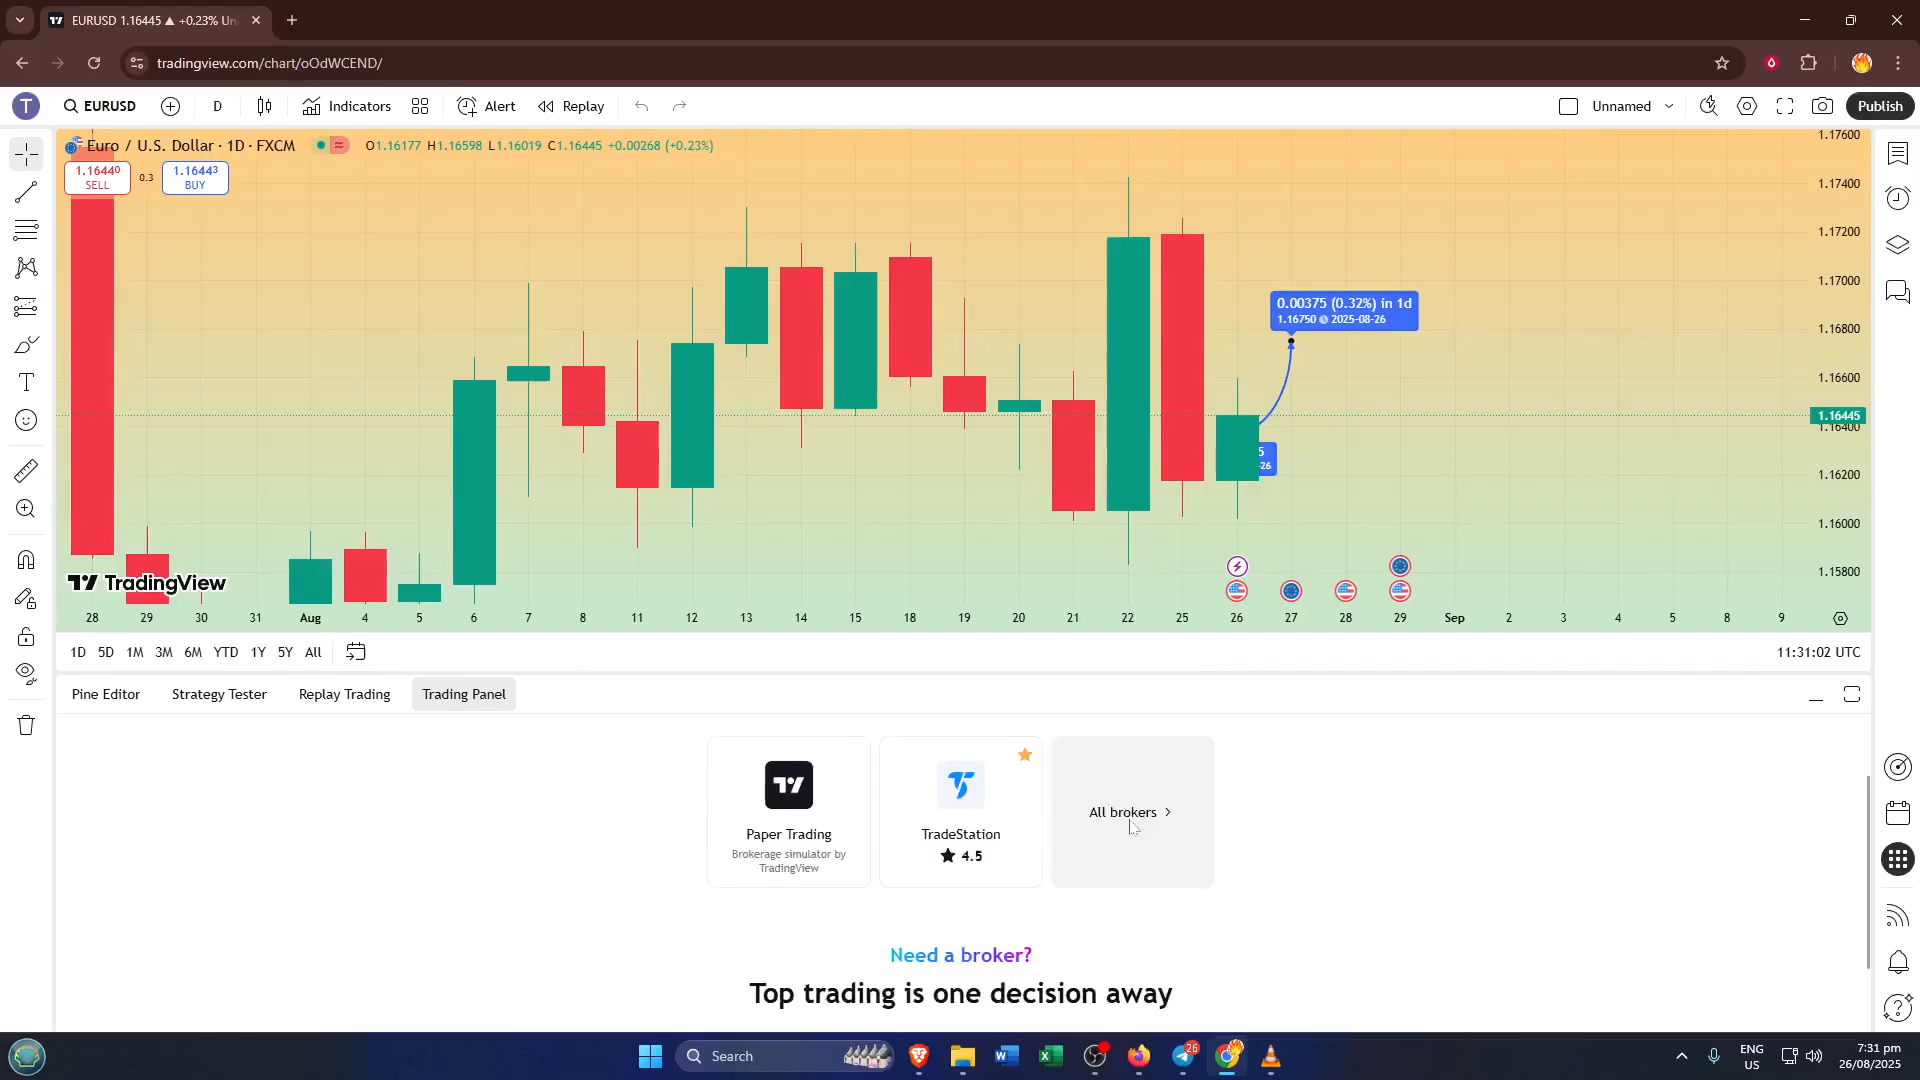 EURUSD 1.16445 ▲ +0.23% Un
tradingview.com/chart/oOdWCEND/
T
EURUSD
D
Indicators
Alert
Replay
Unnamed
Publish
Euro / U.S. Dollar · 1D · FXCM
O1.16177 H1.16598 L1.16019 C1.16445 +0.00268 (+0.23%)
1.16440
SELL
0.3
1.16443
BUY
1.17600
1.17400
1.17200
1.17000
1.16800
1.16600
1.16445
1.16400
1.16200
1.16000
1.15800
0.00375 (0.32%) in 1d
1.16750 2025-08-26
5
-26
TradingView
28 29 30 31 Aug 4 5 6 7 8 11 12 13 14 15 18 19 20 21 22 25 26 27 28 29 Sep 2 3 4 5 8 9
1D 5D 1M 3M 6M YTD 1Y 5Y All
11:31:02 UTC
Pine Editor
Strategy Tester
Replay Trading
Trading Panel
Paper Trading
Brokerage simulator by
TradingView
TradeStation
4.5
All brokers
Need a broker?
Top trading is one decision away
Search
26
ENG
US
7:31 pm
26/08/2025